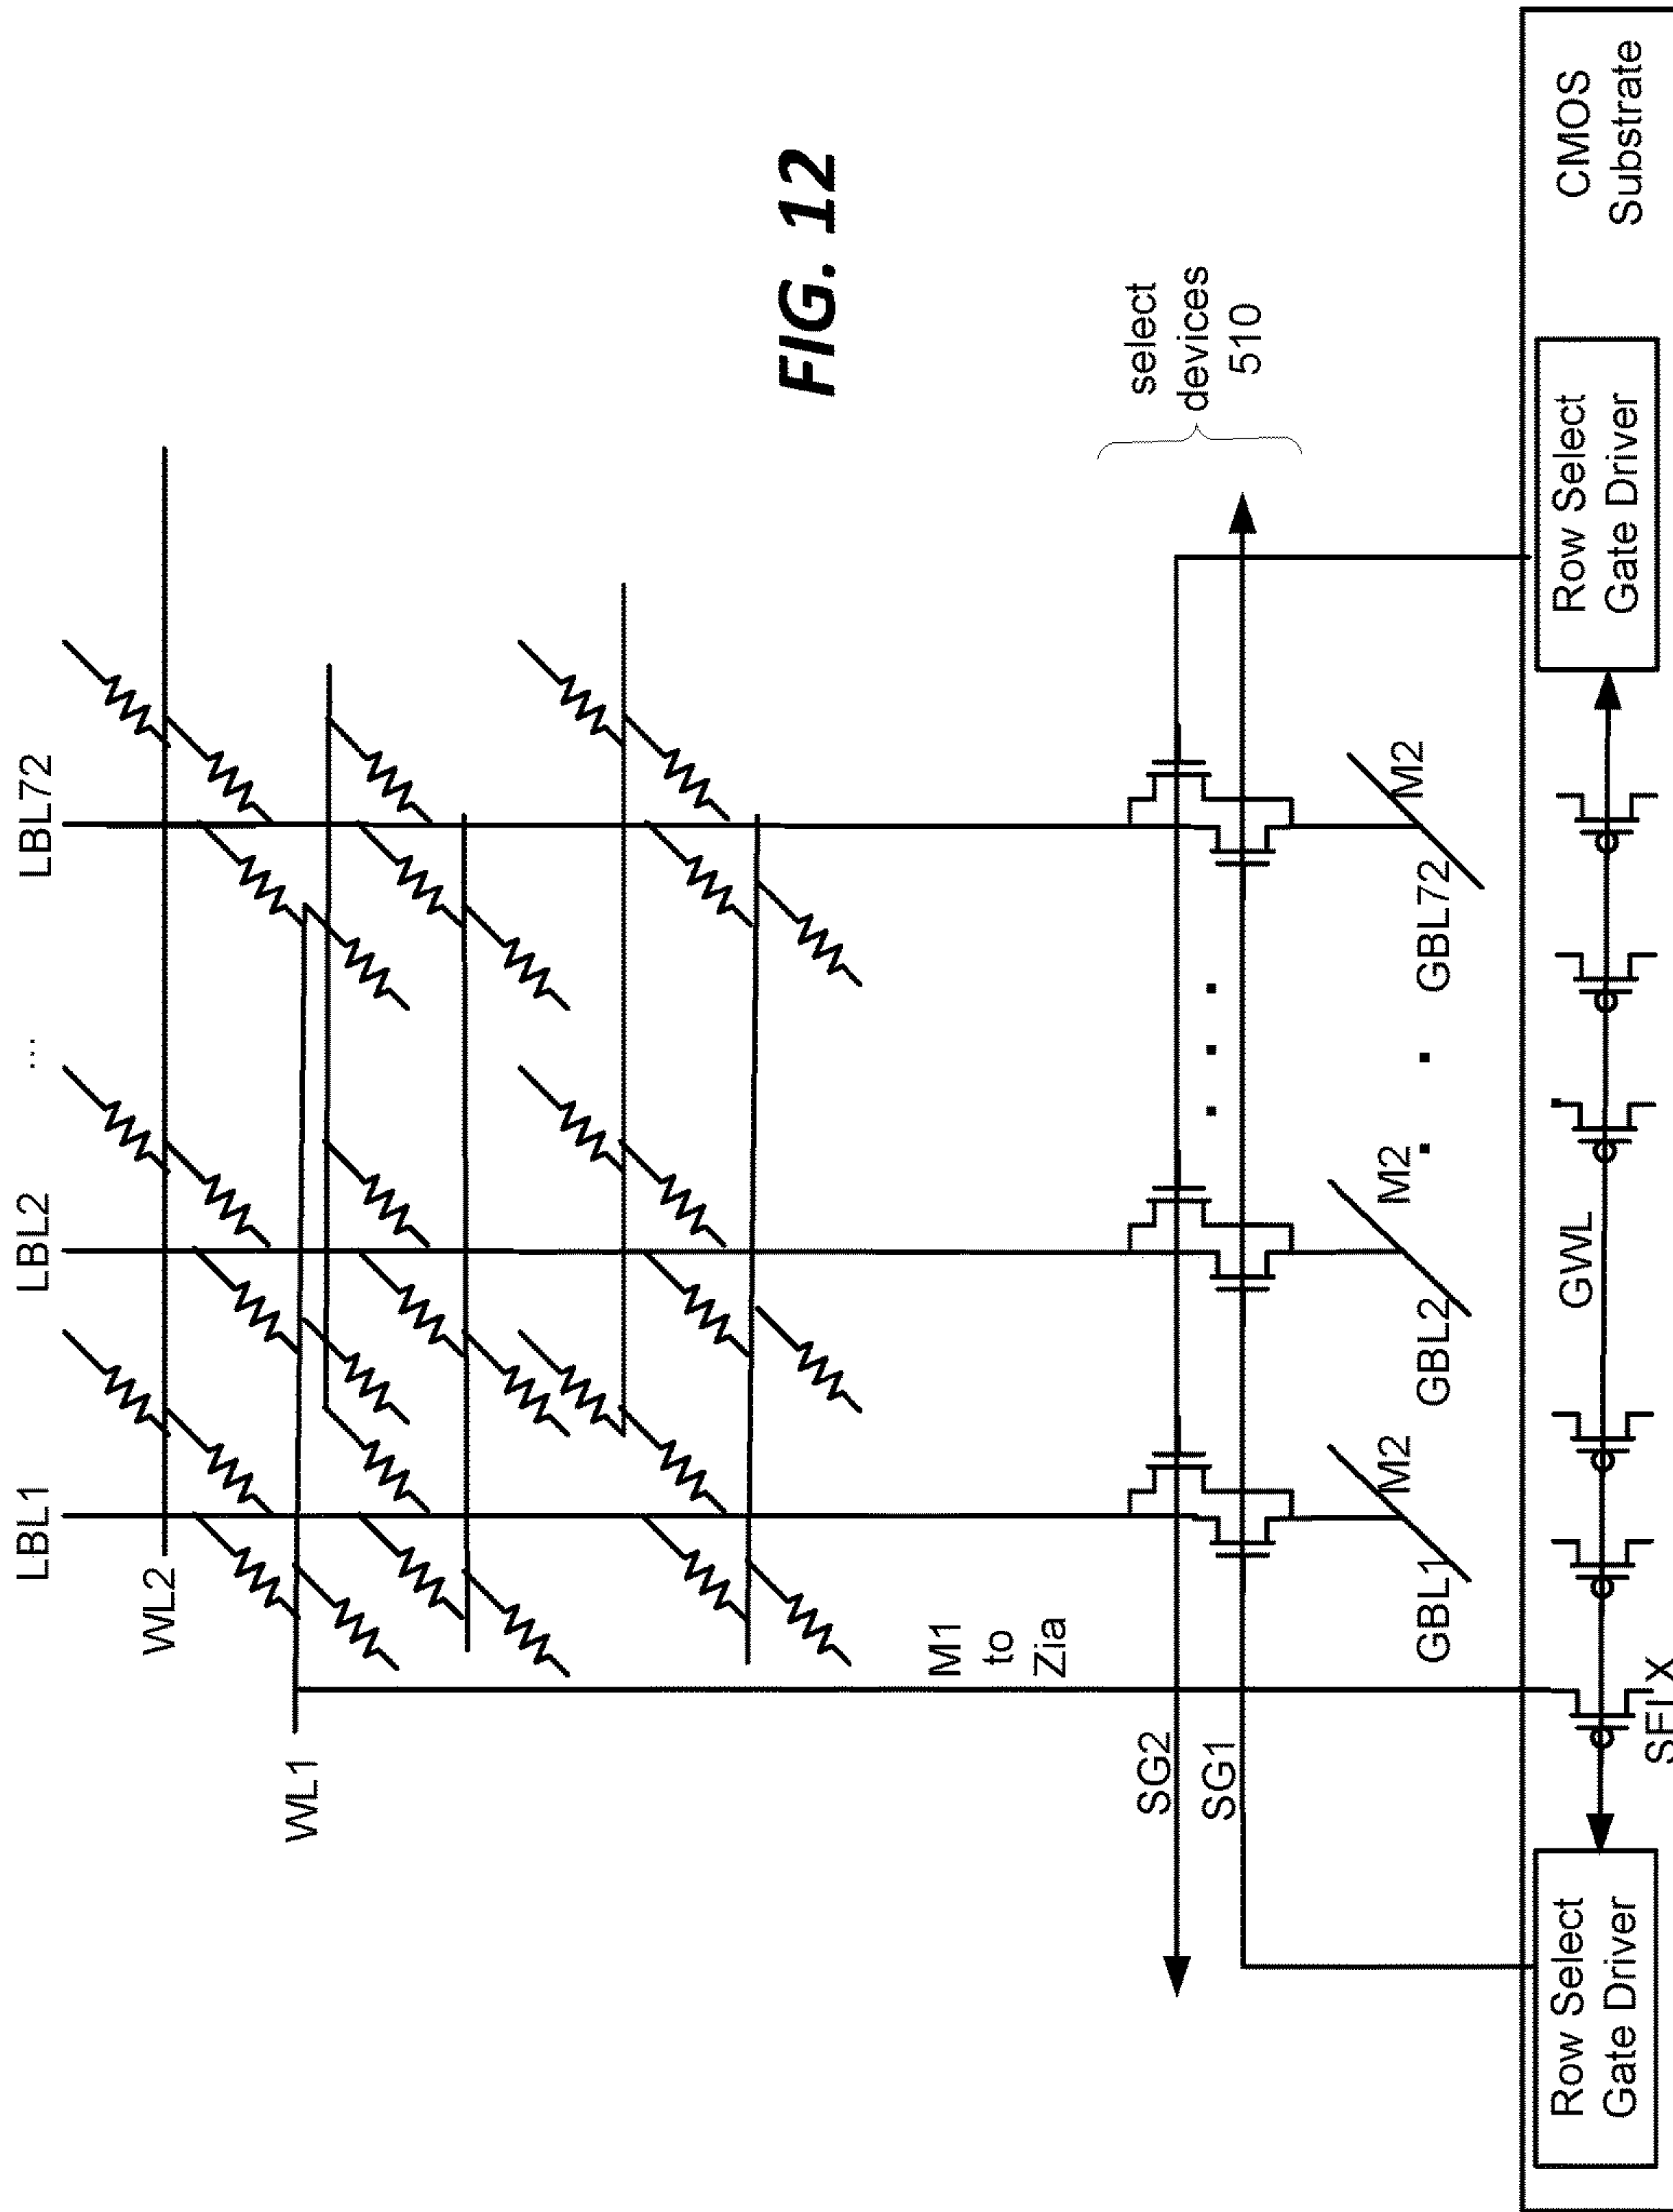 LBL1
LBL2
...
LBL72
WL2
WL1
FIG. 12
M1
to
Zia
select
devices
510
SG2
SG1
M2
M2
M2
GBL1
GBL2
GBL72
GWL
CMOS
Substrate
Row Select
Gate Driver
Row Select
Gate Driver
SELX